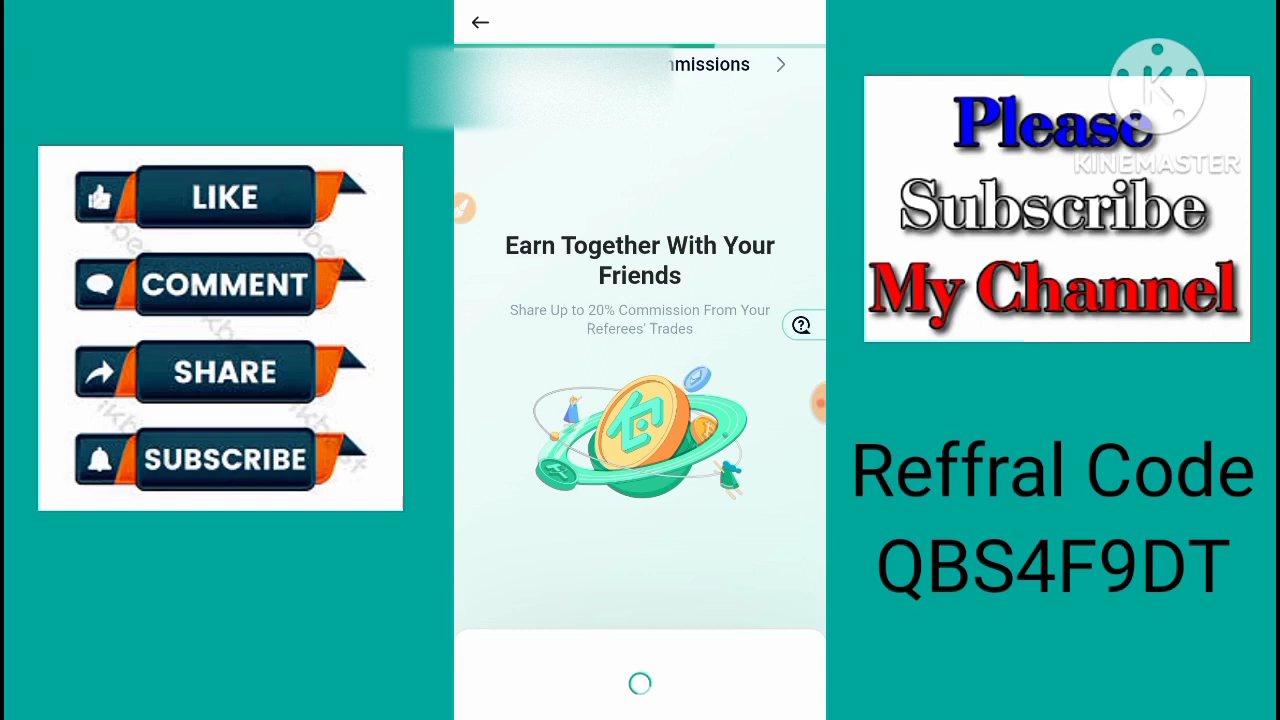 LIKE
COMMENT
SHARE
SUBSCRIBE
missions
Earn Together With Your
Friends
Share Up to 20% Commission From Your
Referees' Trades
Please
Subscribe
My Channel
KINEMASTER
Reffral Code
QBS4F9DT